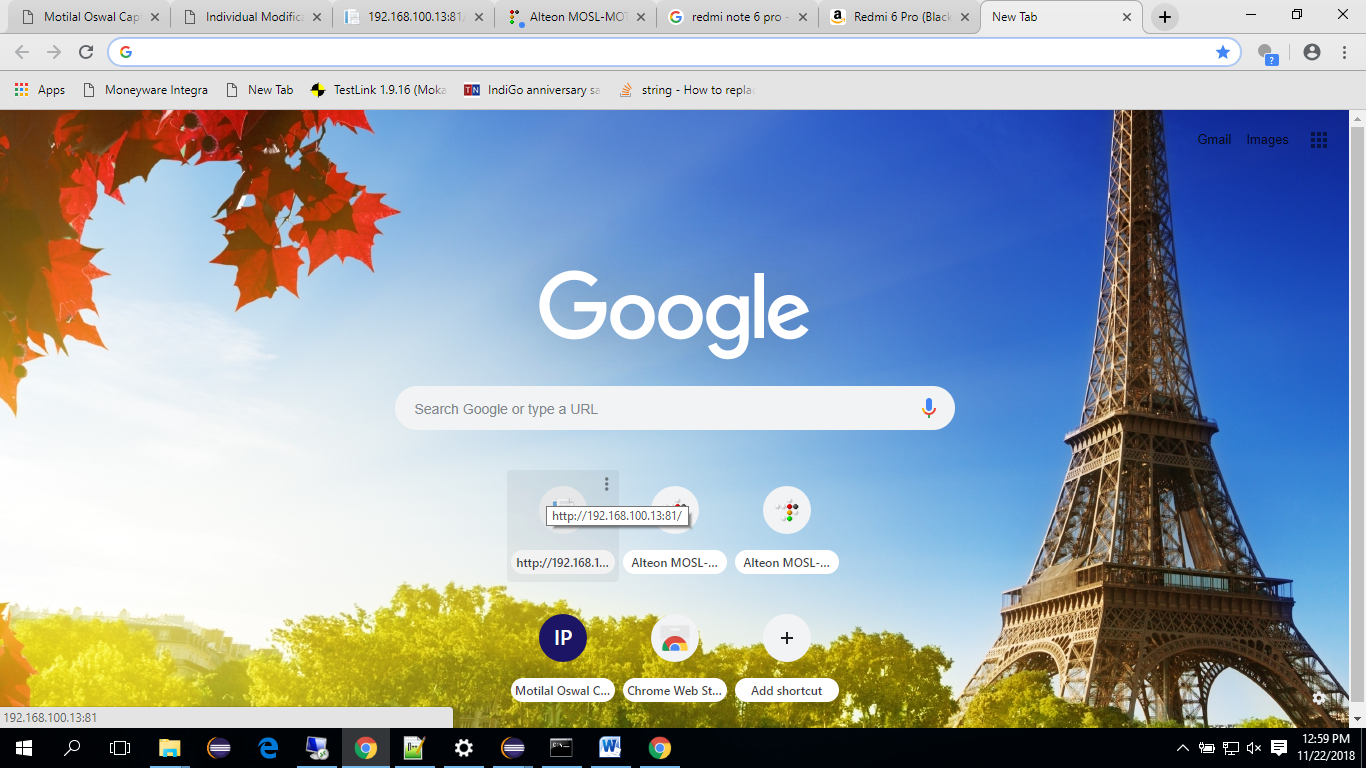 Motilal Oswal Capi
Individual Modifica
192.168.100.13:81/
Alteon MOSL-MOT
redmi note 6 pro -
Redmi 6 Pro (Black
New Tab
Apps
Moneyware Integra
New Tab
TestLink 1.9.16 (Moka
TN
IndiGo anniversary sa
string - How to replac
Gmail
Images
Google
Search Google or type a URL
http://192.168.100.13:81/
http://192.168.1...
Alteon MOSL-...
Alteon MOSL-...
IP
Motilal Oswal C...
Chrome Web St...
Add shortcut
192.168.100.13:81
12:59 PM
11/22/2018